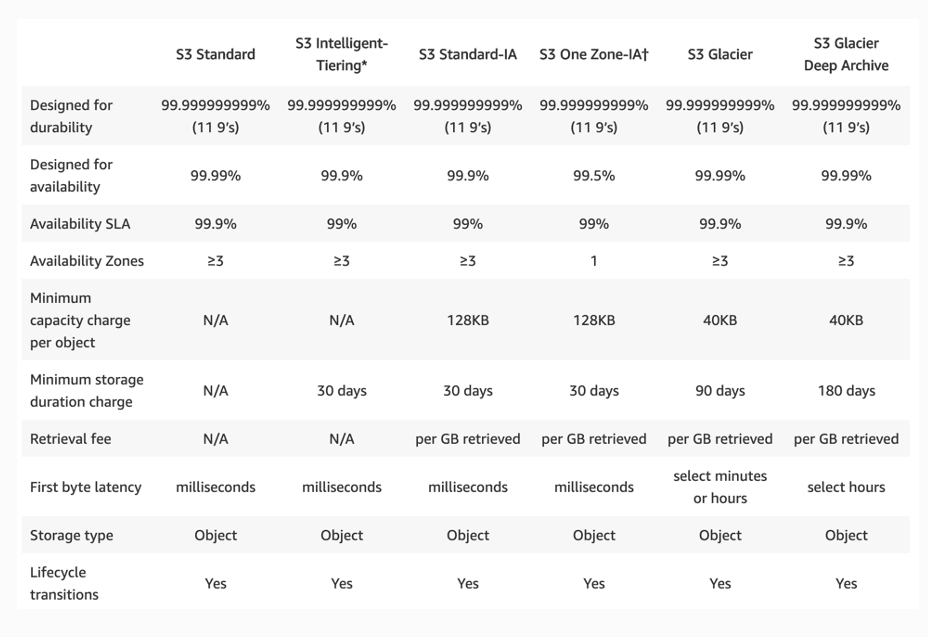 S3 Standard S3 Intelligent-Tiering* S3 Standard-IA S3 One Zone-IA† S3 Glacier S3 Glacier Deep Archive
Designed for durability 99.999999999% (11 9’s) 99.999999999% (11 9’s) 99.999999999% (11 9’s) 99.999999999% (11 9’s) 99.999999999% (11 9’s) 99.999999999% (11 9’s)
Designed for availability 99.99% 99.9% 99.9% 99.5% 99.99% 99.99%
Availability SLA 99.9% 99% 99% 99% 99.9% 99.9%
Availability Zones ≥3 ≥3 ≥3 1 ≥3 ≥3
Minimum capacity charge per object N/A N/A 128KB 128KB 40KB 40KB
Minimum storage duration charge N/A 30 days 30 days 30 days 90 days 180 days
Retrieval fee N/A N/A per GB retrieved per GB retrieved per GB retrieved per GB retrieved
First byte latency milliseconds milliseconds milliseconds milliseconds select minutes or hours select hours
Storage type Object Object Object Object Object Object
Lifecycle transitions Yes Yes Yes Yes Yes Yes